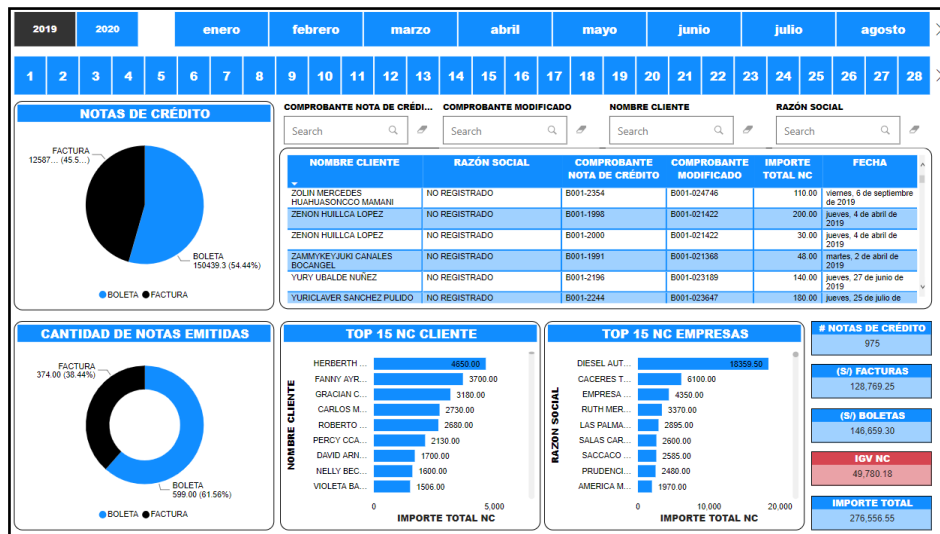 2019 2020 enero febrero marzo abril mayo junio julio agosto
1 2 3 4 5 6 7 8 9 10 11 12 13 14 15 16 17 18 19 20 21 22 23 24 25 26 27 28
NOTAS DE CRÉDITO
FACTURA
12587... (45.5...)
BOLETA
150439.3 (54.44%)
BOLETA FACTURA
COMPROBANTE NOTA DE CRÉDI... COMPROBANTE MODIFICADO NOMBRE CLIENTE RAZÓN SOCIAL
Search Search Search Search
NOMBRE CLIENTE RAZÓN SOCIAL COMPROBANTE NOTA DE CRÉDITO COMPROBANTE MODIFICADO IMPORTE TOTAL NC FECHA
ZOLIN MERCEDES HUAHUASONCCO MAMANI NO REGISTRADO B001-2354 B001-024746 110.00 viernes, 6 de septiembre de 2019
ZENON HUILLCA LOPEZ NO REGISTRADO B001-1998 B001-021422 200.00 jueves, 4 de abril de 2019
ZENON HUILLCA LOPEZ NO REGISTRADO B001-2000 B001-021422 30.00 jueves, 4 de abril de 2019
ZAMMYKEYJUKI CANALES BOCANGEL NO REGISTRADO B001-1991 B001-021368 48.00 martes, 2 de abril de 2019
YURY UBALDE NUÑEZ NO REGISTRADO B001-2196 B001-023189 140.00 jueves, 27 de junio de 2019
YURICLAVER SANCHEZ PULIDO NO REGISTRADO B001-2244 B001-023647 180.00 jueves, 25 de julio de
CANTIDAD DE NOTAS EMITIDAS
FACTURA
374.00 (38.44%)
BOLETA
599.00 (61.56%)
BOLETA FACTURA
TOP 15 NC CLIENTE
NOMBRE CLIENTE
HERBERTH ... 4650.00
FANNY AYR... 3700.00
GRACIAN C... 3180.00
CARLOS M... 2730.00
ROBERTO ... 2680.00
PERCY CCA... 2130.00
DAVID ARN... 1700.00
NELLY BEC... 1600.00
VIOLETA BA... 1506.00
0 5,000
IMPORTE TOTAL NC
TOP 15 NC EMPRESAS
RAZÓN SOCIAL
DIESEL AUT... 18359.50
CACERES T... 6100.00
EMPRESA ... 4350.00
RUTH MER... 3370.00
LAS PALMA... 2895.00
SALAS CAR... 2600.00
SACCACO ... 2585.00
PRUDENCI... 2480.00
AMERICA M... 1970.00
0 10,000 20,000
IMPORTE TOTAL NC
# NOTAS DE CRÉDITO
975
(S/) FACTURAS
128,769.25
(S/) BOLETAS
146,659.30
IGV NC
49,780.18
IMPORTE TOTAL
276,556.55